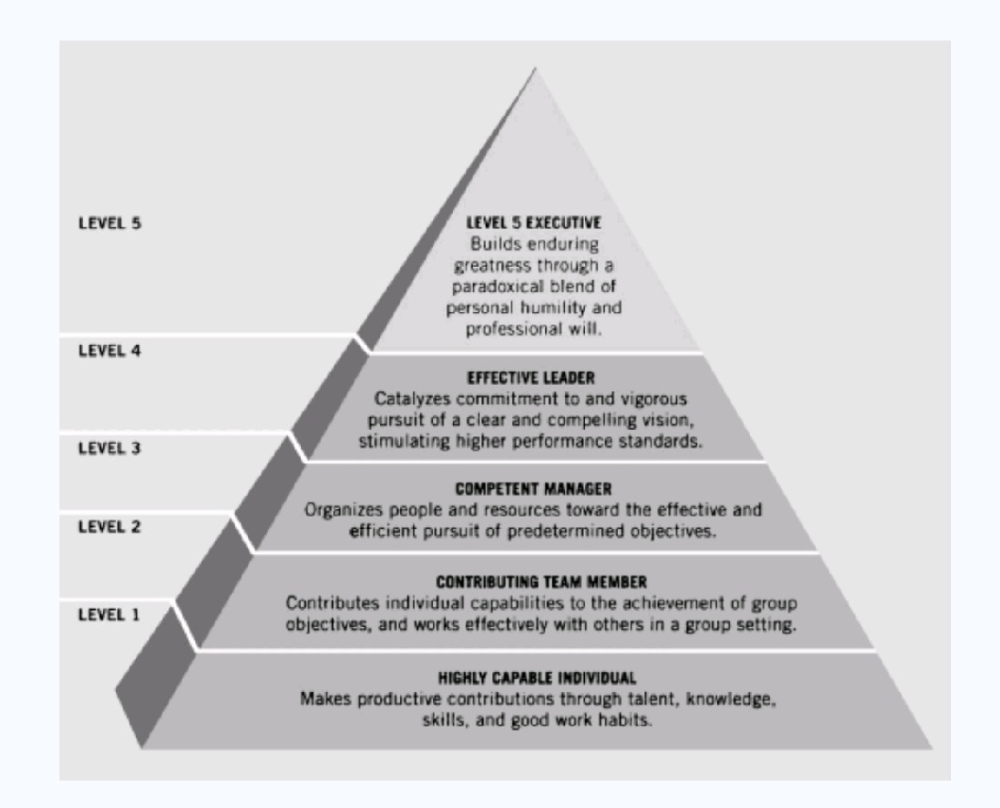 LEVEL 5
LEVEL 5 EXECUTIVE
Builds enduring
greatness through a
paradoxical blend of
personal humility and
professional will.
LEVEL 4
EFFECTIVE LEADER
Catalyzes commitment to and vigorous
pursuit of a clear and compelling vision,
stimulating higher performance standards.
LEVEL 3
COMPETENT MANAGER
Organizes people and resources toward the effective and
efficient pursuit of predetermined objectives.
LEVEL 2
CONTRIBUTING TEAM MEMBER
Contributes individual capabilities to the achievement of group
objectives, and works effectively with others in a group setting.
LEVEL 1
HIGHLY CAPABLE INDIVIDUAL
Makes productive contributions through talent, knowledge,
skills, and good work habits.